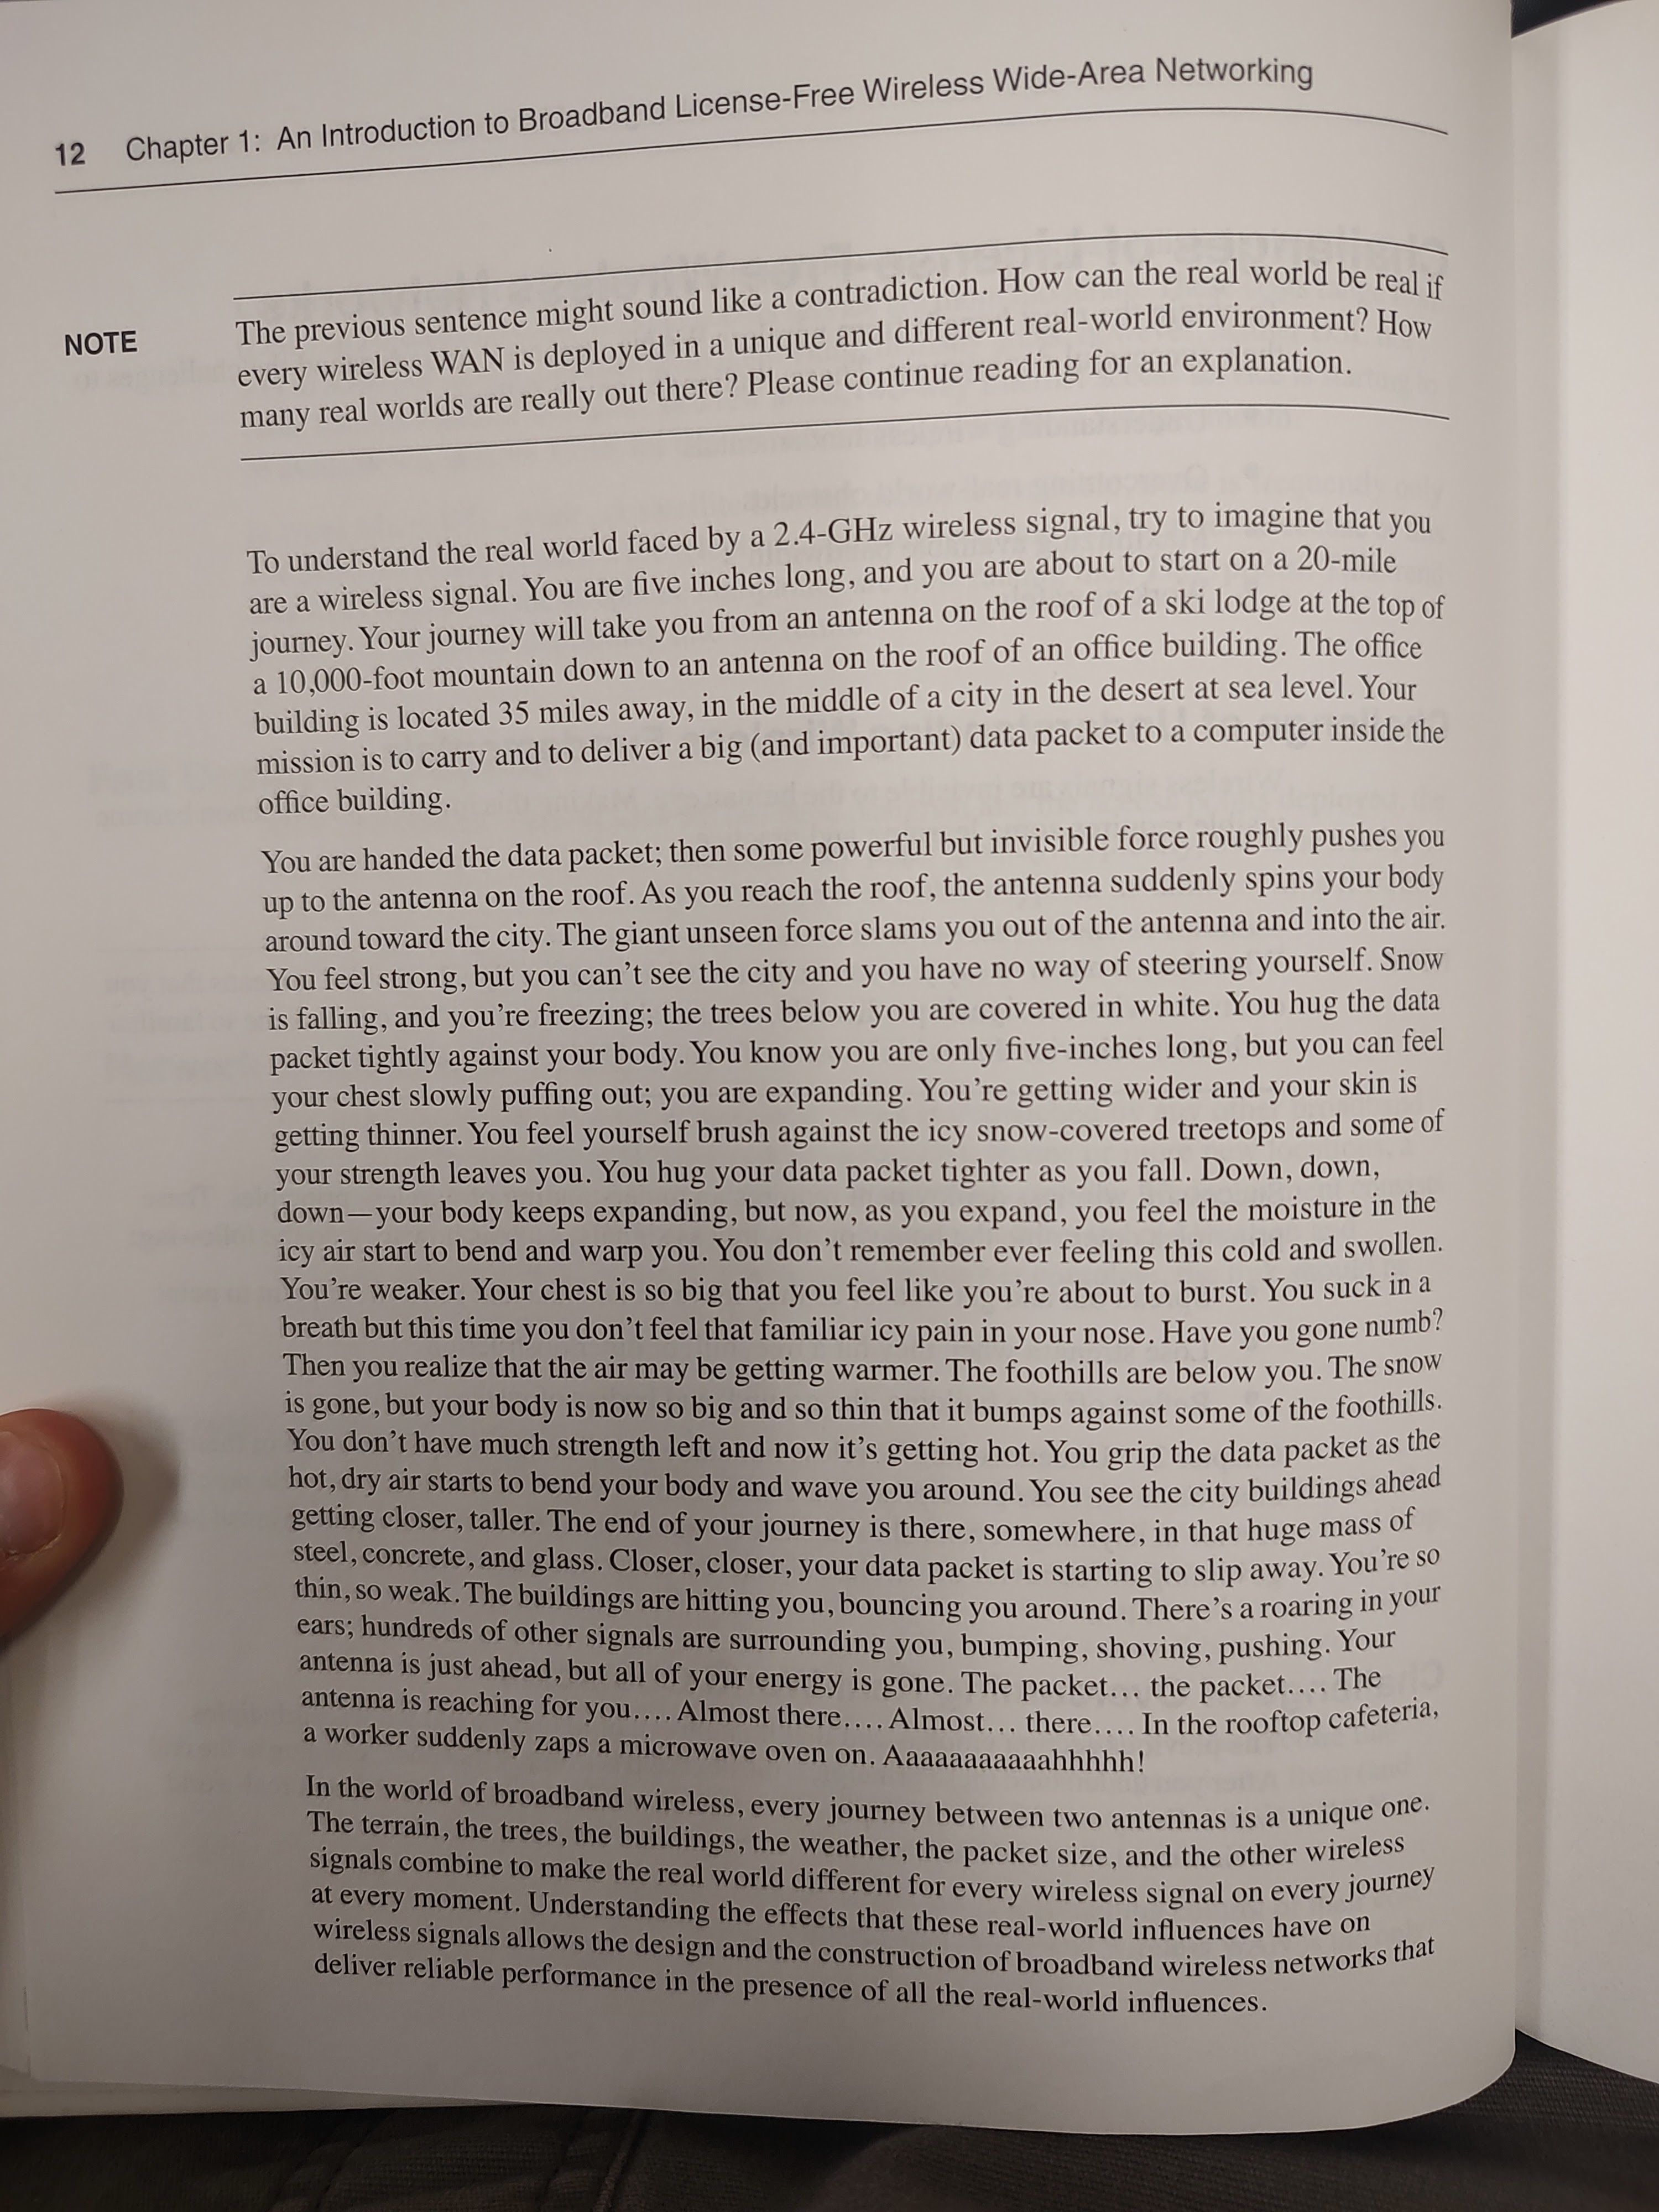 12 Chapter 1: An Introduction to Broadband License-Free Wireless Wide-Area Networking
NOTE
The previous sentence might sound like a contradiction. How can the real world be real if
every wireless WAN is deployed in a unique and different real-world environment? How
many real worlds are really out there? Please continue reading for an explanation.
To understand the real world faced by a 2.4-GHz wireless signal, try to imagine that you
are a wireless signal. You are five inches long, and you are about to start on a 20-mile
journey. Your journey will take you from an antenna on the roof of a ski lodge at the top of
a 10,000-foot mountain down to an antenna on the roof of an office building. The office
building is located 35 miles away, in the middle of a city in the desert at sea level. Your
mission is to carry and to deliver a big (and important) data packet to a computer inside the
office building.
You are handed the data packet; then some powerful but invisible force roughly pushes you
up to the antenna on the roof. As you reach the roof, the antenna suddenly spins your body
around toward the city. The giant unseen force slams you out of the antenna and into the air.
You feel strong, but you can't see the city and you have no way of steering yourself. Snow
is falling, and you're freezing; the trees below you are covered in white. You hug the data
packet tightly against your body. You know you are only five-inches long, but you can feel
your chest slowly puffing out; you are expanding. You're getting wider and your skin is
getting thinner. You feel yourself brush against the icy snow-covered treetops and some of
your strength leaves you. You hug your data packet tighter as you fall. Down, down,
down—your body keeps expanding, but now, as you expand, you feel the moisture in the
icy air start to bend and warp you. You don't remember ever feeling this cold and swollen.
You're weaker. Your chest is so big that you feel like you're about to burst. You suck in a
breath but this time you don't feel that familiar icy pain in your nose. Have you gone numb?
Then you realize that the air may be getting warmer. The foothills are below you. The snow
is gone, but your body is now so big and so thin that it bumps against some of the foothills.
You don't have much strength left and now it's getting hot. You grip the data packet as the
hot, dry air starts to bend your body and wave you around. You see the city buildings ahead
getting closer, taller. The end of your journey is there, somewhere, in that huge mass of
steel, concrete, and glass. Closer, closer, your data packet is starting to slip away. You're so
thin, so weak. The buildings are hitting you, bouncing you around. There's a roaring in your
ears; hundreds of other signals are surrounding you, bumping, shoving, pushing. Your
antenna is just ahead, but all of your energy is gone. The packet... the packet.... The
antenna is reaching for you.... Almost there.... Almost... there.... In the rooftop cafeteria,
a worker suddenly zaps a microwave oven on. Aaaaaaaaaaahhhhh!
In the world of broadband wireless, every journey between two antennas is a unique one.
The terrain, the trees, the buildings, the weather, the packet size, and the other wireless
signals combine to make the real world different for every wireless signal on every journey
at every moment. Understanding the effects that these real-world influences have on
wireless signals allows the design and the construction of broadband wireless networks that
deliver reliable performance in the presence of all the real-world influences.